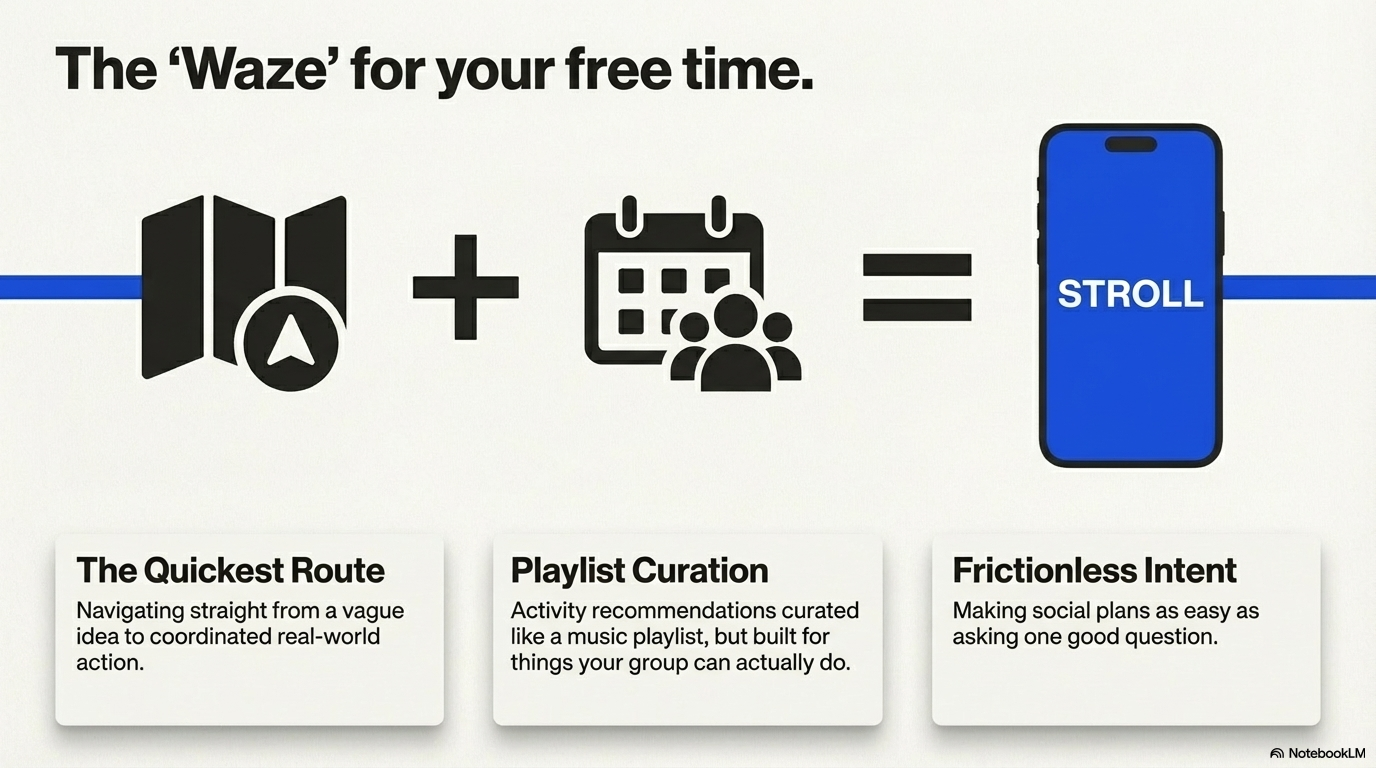 The ‘Waze’ for your free time.
STROLL
The Quickest Route
Navigating straight from a vague
idea to coordinated real-world
action.
Playlist Curation
Activity recommendations curated
like a music playlist, but built for
things your group can actually do.
Frictionless Intent
Making social plans as easy as
asking one good question.
NotebookLM